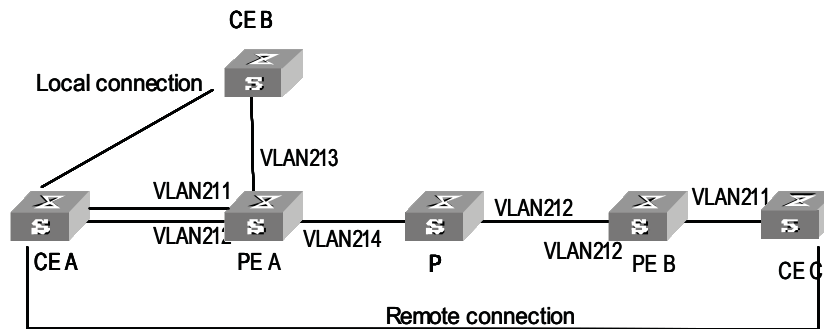 CE B
Local connection
VLAN213
VLAN211
VLAN212
VLAN211
VLAN212
VLAN214
VLAN212
CE A
PE A
P
PE B
CE C
Remote connection